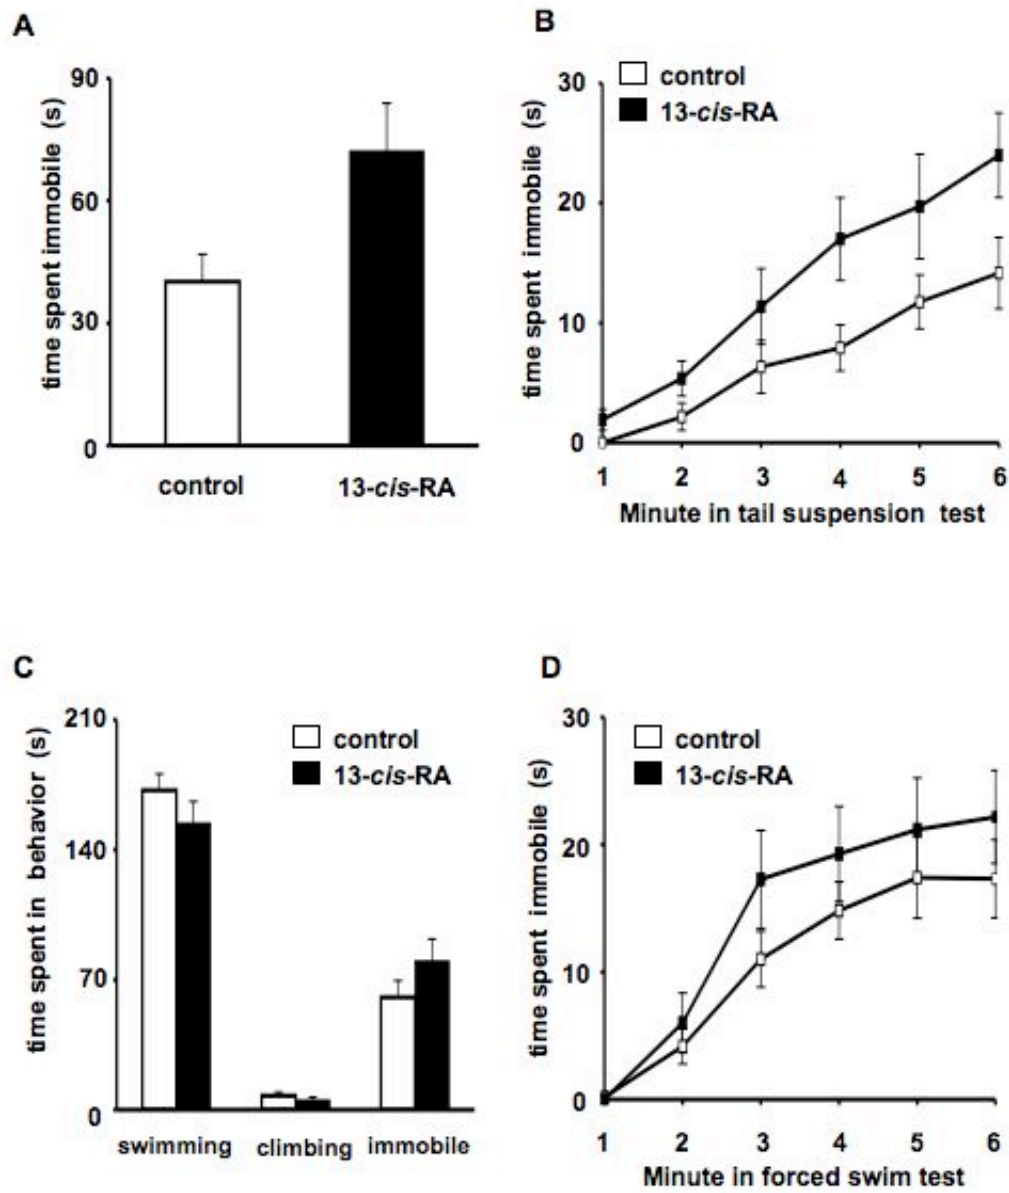 A
time spent immobile (s)
90
60
30
0
control
13-cis-RA
B
control
13-cis-RA
time spent immobile (s)
30
20
10
0
1 2 3 4 5 6
Minute in tail suspension test
C
control
13-cis-RA
time spent in behavior (s)
210
140
70
0
swimming climbing immobile
D
control
13-cis-RA
time spent immobile (s)
30
20
10
0
1 2 3 4 5 6
Minute in forced swim test